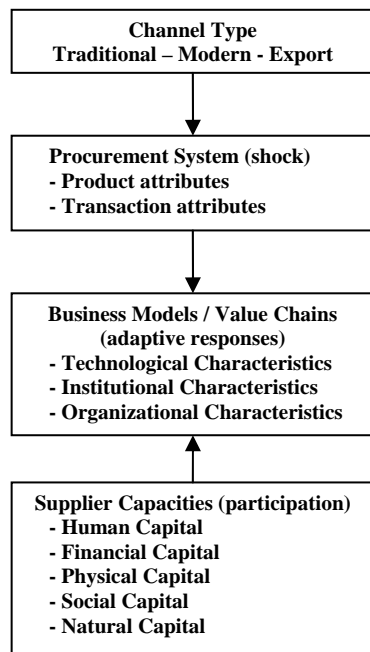 Channel Type
Traditional – Modern - Export
Procurement System (shock)
- Product attributes
- Transaction attributes
Business Models / Value Chains
(adaptive responses)
- Technological Characteristics
- Institutional Characteristics
- Organizational Characteristics
Supplier Capacities (participation)
- Human Capital
- Financial Capital
- Physical Capital
- Social Capital
- Natural Capital